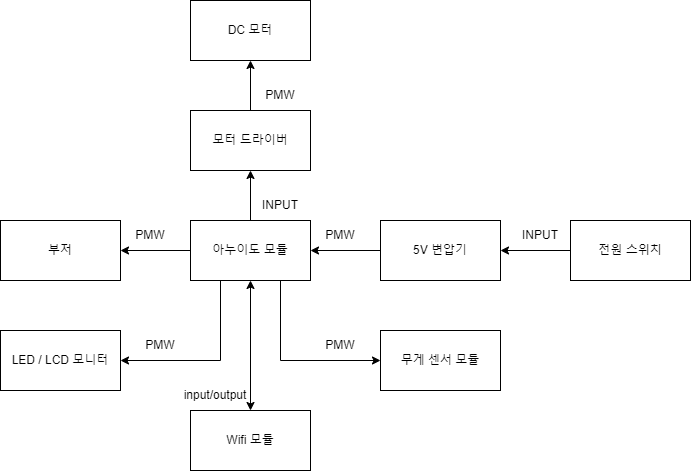 DC 모터
PMW
모터 드라이버
INPUT
부저
PMW
아누이도 모듈
PMW
5V 변압기
INPUT
전원 스위치
LED / LCD 모니터
PMW
PMW
무게 센서 모듈
input/output
Wifi 모듈